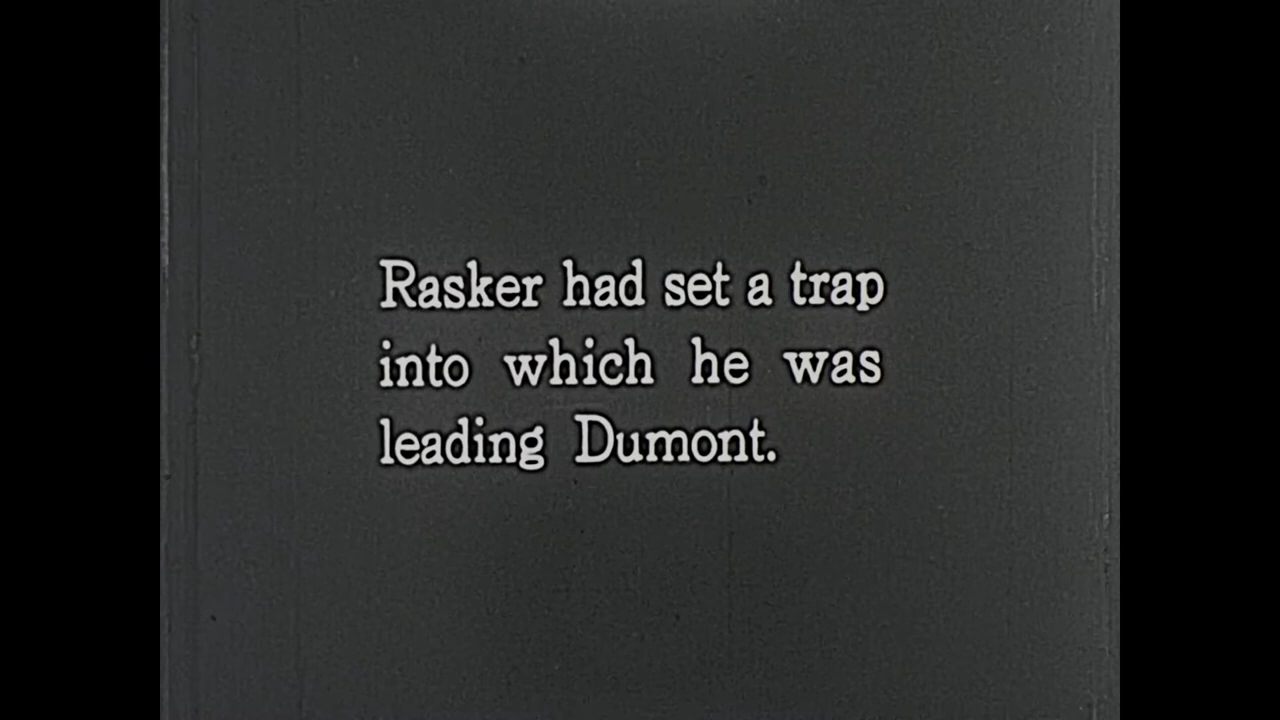 Rasker had set a trap
into which he was
leading Dumont.